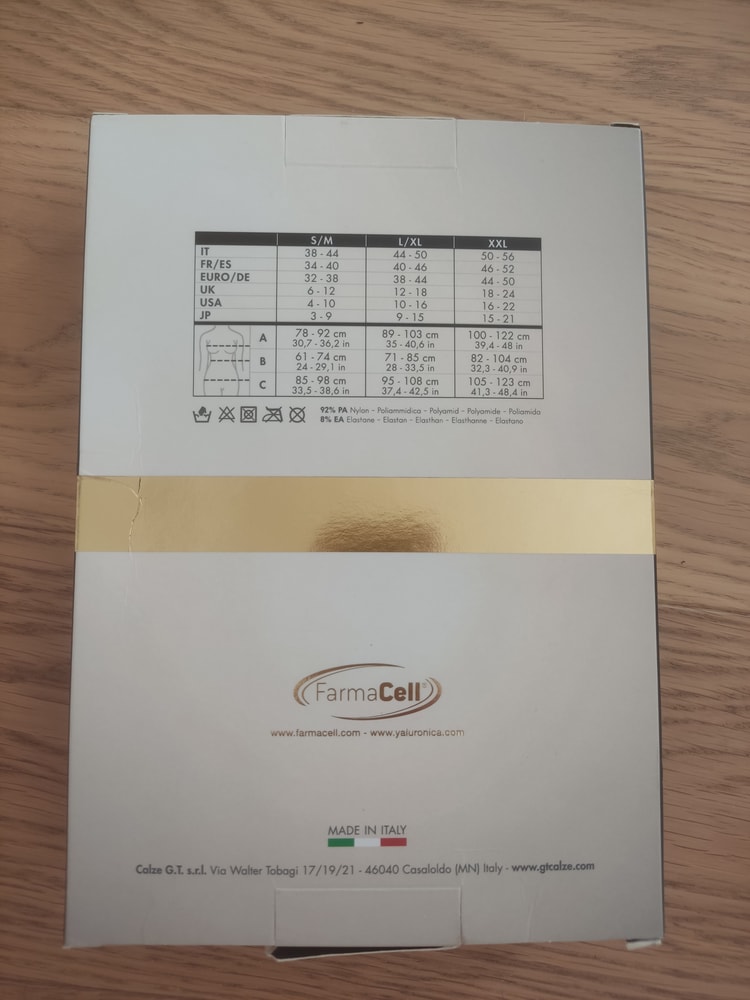 S/M L/XL XXL
IT 38 - 44 44 - 50 50 - 56
FR/ES 34 - 40 40 - 46 46 - 52
EURO/DE 32 - 38 38 - 44 44 - 50
UK 6 - 12 12 - 18 18 - 24
USA 4 - 10 10 - 16 16 - 22
JP 3 - 9 9 - 15 15 - 21
A 78 - 92 cm 89 - 103 cm 100 - 122 cm
30,7 - 36,2 in 35 - 40,6 in 39,4 - 48 in
B 61 - 74 cm 71 - 85 cm 82 - 104 cm
24 - 29,1 in 28 - 33,5 in 32,3 - 40,9 in
C 85 - 98 cm 95 - 108 cm 105 - 123 cm
33,5 - 38,6 in 37,4 - 42,5 in 41,3 - 48,4 in
92% PA Nylon - Poliammidica - Polyamid - Polyamide - Poliamida
8% EA Elastane - Elastan - Elasthan - Elasthanne - Elastano
FarmaCell®
www.farmacell.com - www.yaluronica.com
MADE IN ITALY
Calze G.T. s.r.l. Via Walter Tobagi 17/19/21 - 46040 Casaloldo (MN) Italy - www.gtcalze.com